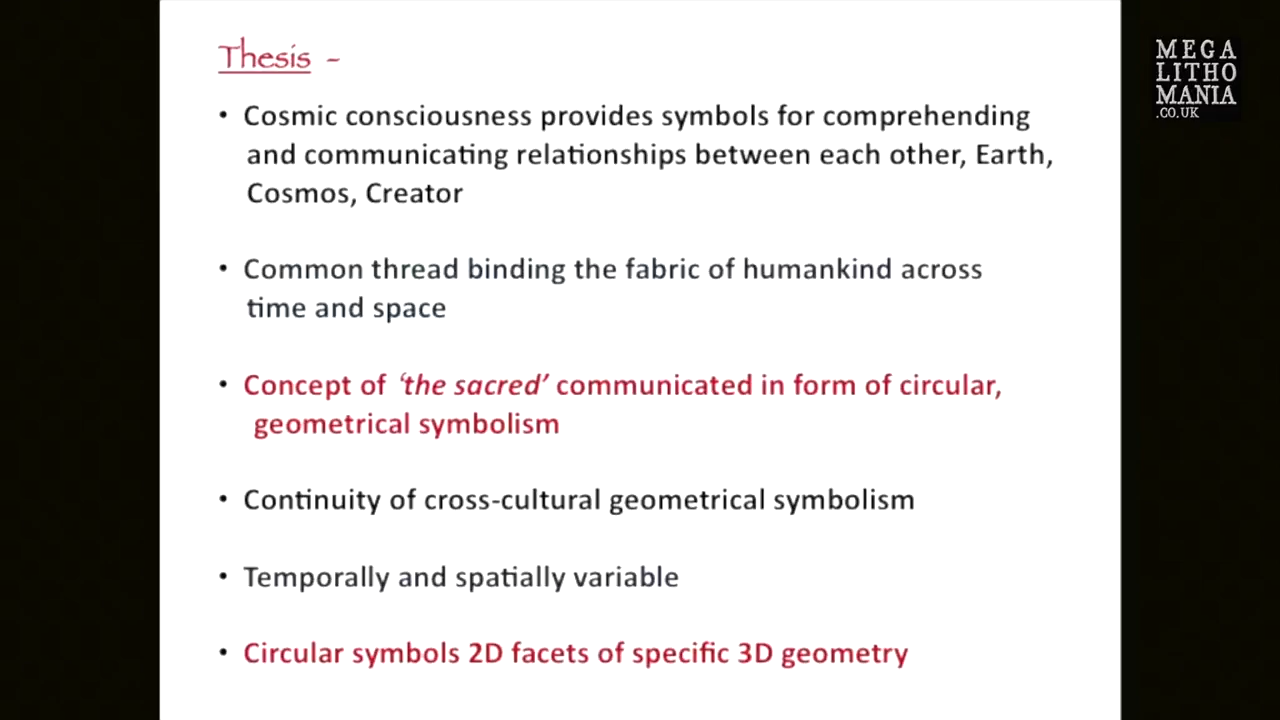 Thesis -
• Cosmic consciousness provides symbols for comprehending
and communicating relationships between each other, Earth,
Cosmos, Creator
• Common thread binding the fabric of humankind across
time and space
• Concept of ‘the sacred’ communicated in form of circular,
geometrical symbolism
• Continuity of cross-cultural geometrical symbolism
• Temporally and spatially variable
• Circular symbols 2D facets of specific 3D geometry
MEGA
LITHO
MANIA
.CO.UK